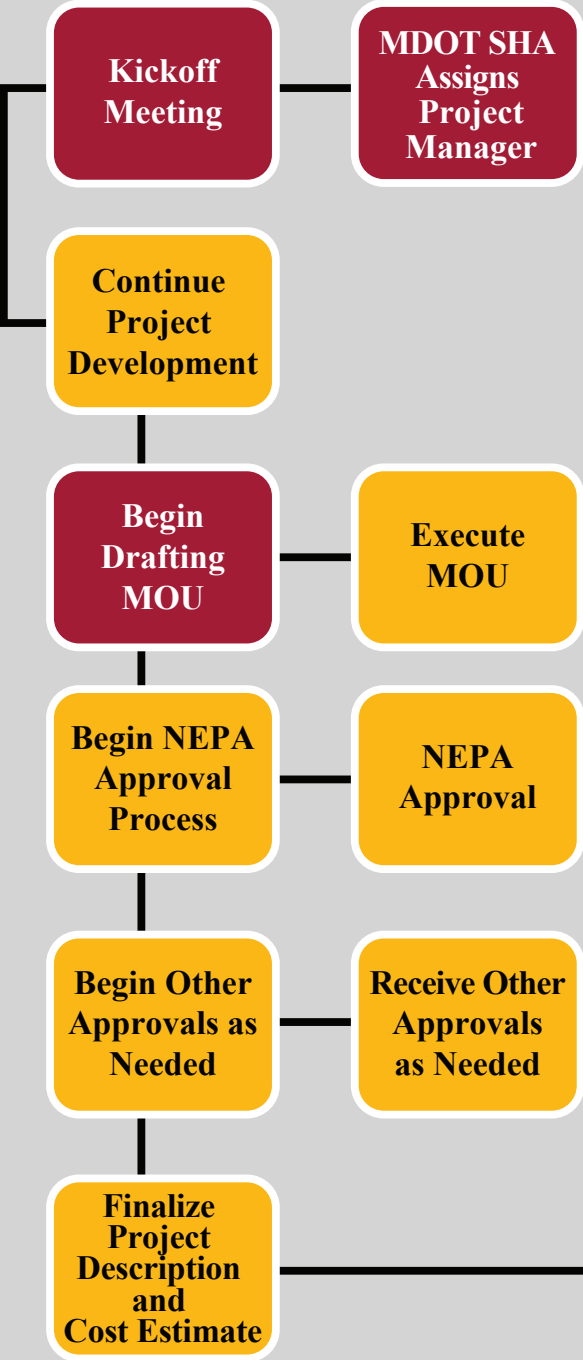 Kickoff
Meeting
MDOT SHA
Assigns
Project
Manager
Continue
Project
Development
Begin
Drafting
MOU
Execute
MOU
Begin NEPA
Approval
Process
NEPA
Approval
Begin Other
Approvals as
Needed
Receive Other
Approvals
as Needed
Finalize
Project
Description
and
Cost Estimate